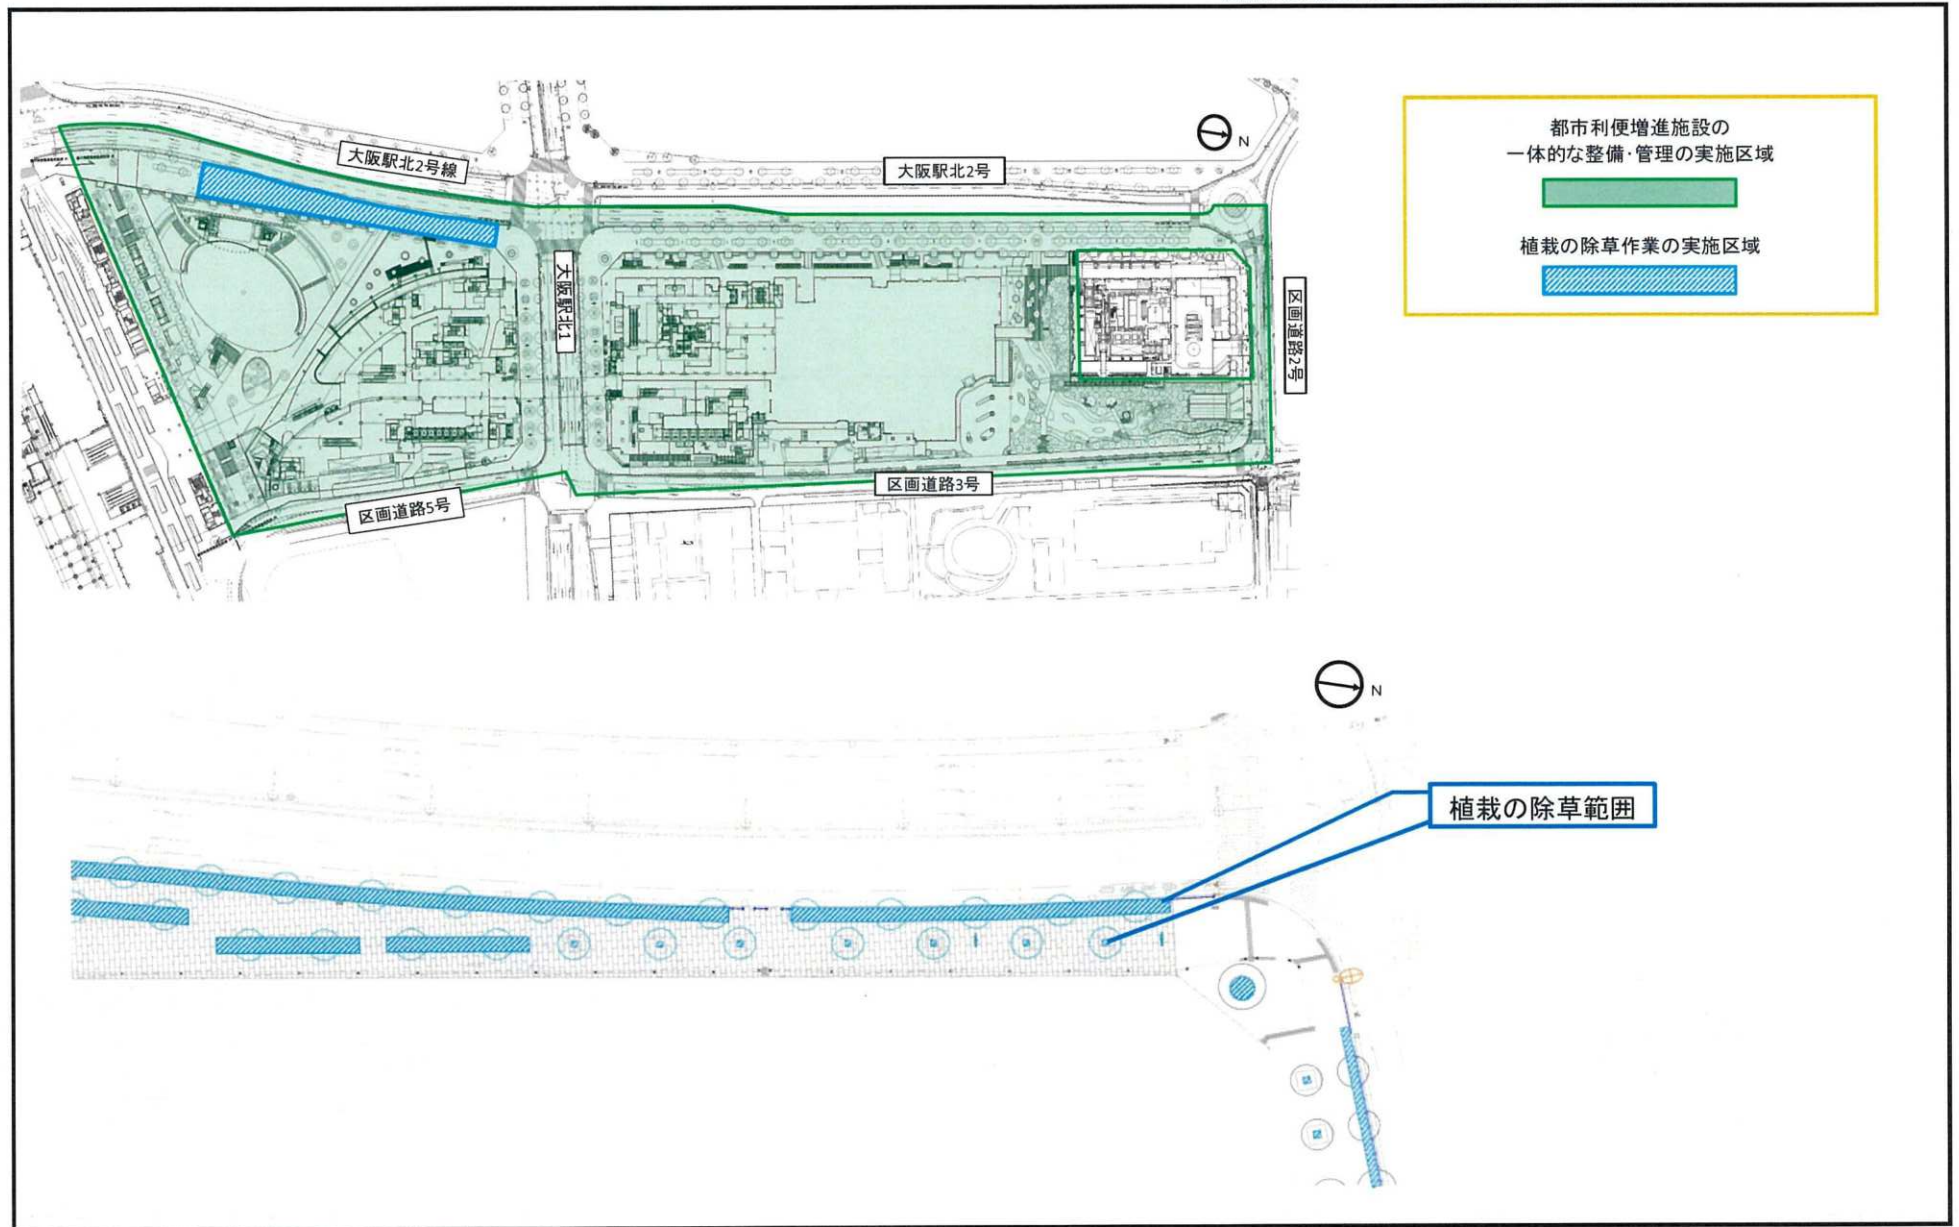 都市利便増進施設の
一体的な整備・管理の実施区域
植栽の除草作業の実施区域
N
大阪駅北2号線
大阪駅北2号
大阪駅北1
区画道路2号
区画道路3号
区画道路5号
N
植栽の除草範囲